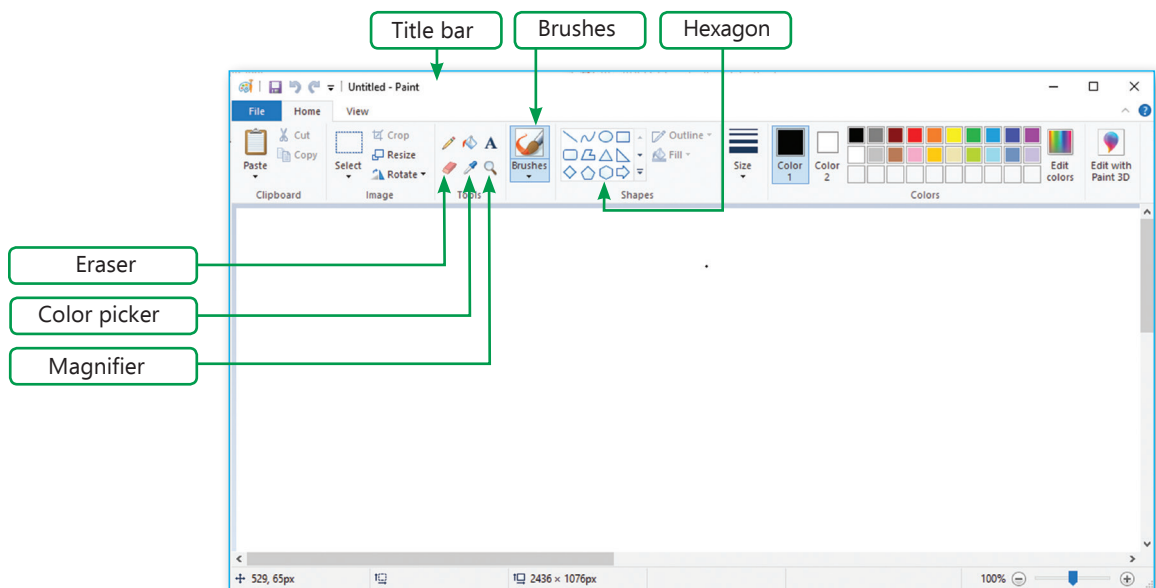 Title bar Brushes Hexagon
Untitled - Paint
File Home View
Cut Crop Outline
Copy Resize Fill
Paste Select Rotate A Brushes Size Color 1 Color 2 Edit colors Edit with Paint 3D
Clipboard Image Tools Shapes Colors
Eraser
Color picker
Magnifier
529, 65px 2436 × 1076px 100%